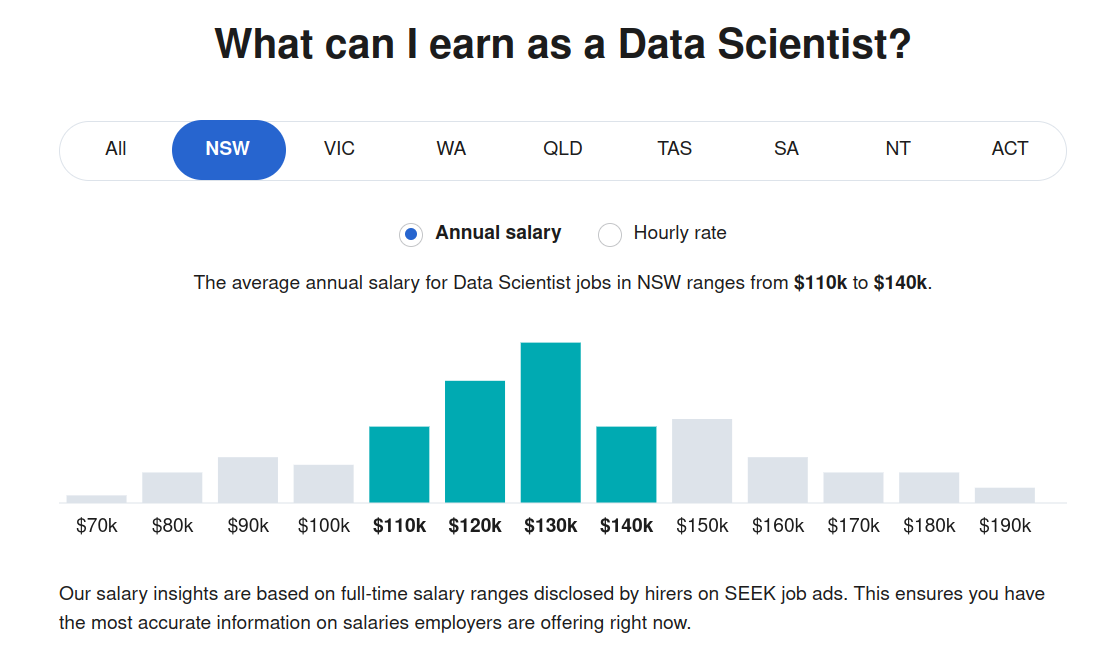 What can I earn as a Data Scientist?
All NSW VIC WA QLD TAS SA NT ACT
Annual salary Hourly rate
The average annual salary for Data Scientist jobs in NSW ranges from $110k to $140k.
$70k $80k $90k $100k $110k $120k $130k $140k $150k $160k $170k $180k $190k
Our salary insights are based on full-time salary ranges disclosed by hirers on SEEK job ads. This ensures you have
the most accurate information on salaries employers are offering right now.